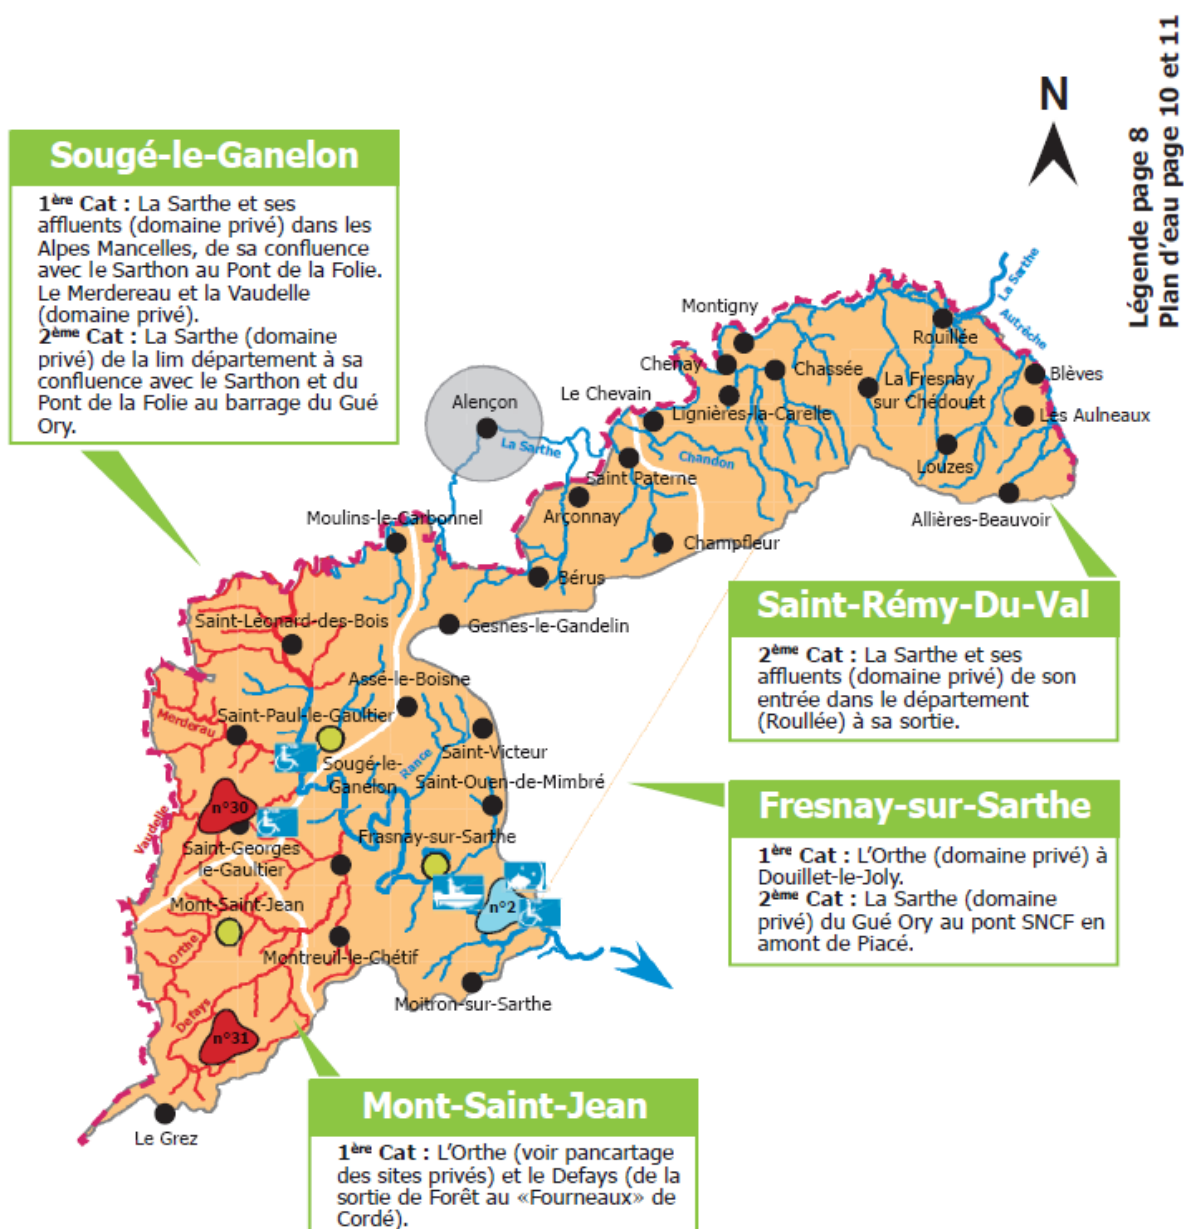 Légende page 8
Plan d'eau page 10 et 11
N
Sougé-le-Ganelon
1ère Cat : La Sarthe et ses
affluents (domaine privé) dans les
Alpes Mancelles, de sa confluence
avec le Sarthon au Pont de la Folie.
Le Merdereau et la Vaudelle
(domaine privé).
2ème Cat : La Sarthe (domaine
privé) de la lim département à sa
confluence avec le Sarthon et du
Pont de la Folie au barrage du Gué
Ory.
La Sarthe
Autrèche
Montigny
Rouillée
Chenay
Chassée
Blèves
La Fresnay
sur Chédouet
Le Chevain
Alençon
Lignières-la-Carelle
Les Aulneaux
La Sarthe
Chandon
Louzes
Saint Paterne
Arçonnay
Allières-Beauvoir
Moulins-le-Carbonnel
Champfleur
Bérus
Saint-Léonard-des-Bois
Gesnes-le-Gandelin
Saint-Rémy-Du-Val
2ème Cat : La Sarthe et ses
affluents (domaine privé) de son
entrée dans le département
(Roullée) à sa sortie.
Assé-le-Boisne
Merderau
Saint-Paul-le-Gaultier
Saint-Victeur
Sougé-le-
Ganelon
Rance
Saint-Ouen-de-Mimbré
n°30
Vaudelle
Frasnay-sur-Sarthe
Saint-Georges
le-Gaultier
Fresnay-sur-Sarthe
1ère Cat : L'Orthe (domaine privé) à
Douillet-le-Joly.
2ème Cat : La Sarthe (domaine
privé) du Gué Ory au pont SNCF en
amont de Piacé.
Mont-Saint-Jean
n°2
Orthe
Montreuil-le-Chétif
Moitron-sur-Sarthe
Defays
n°31
Le Grez
Mont-Saint-Jean
1ère Cat : L'Orthe (voir pancartage
des sites privés) et le Defays (de la
sortie de Forêt au «Fourneaux» de
Cordé).